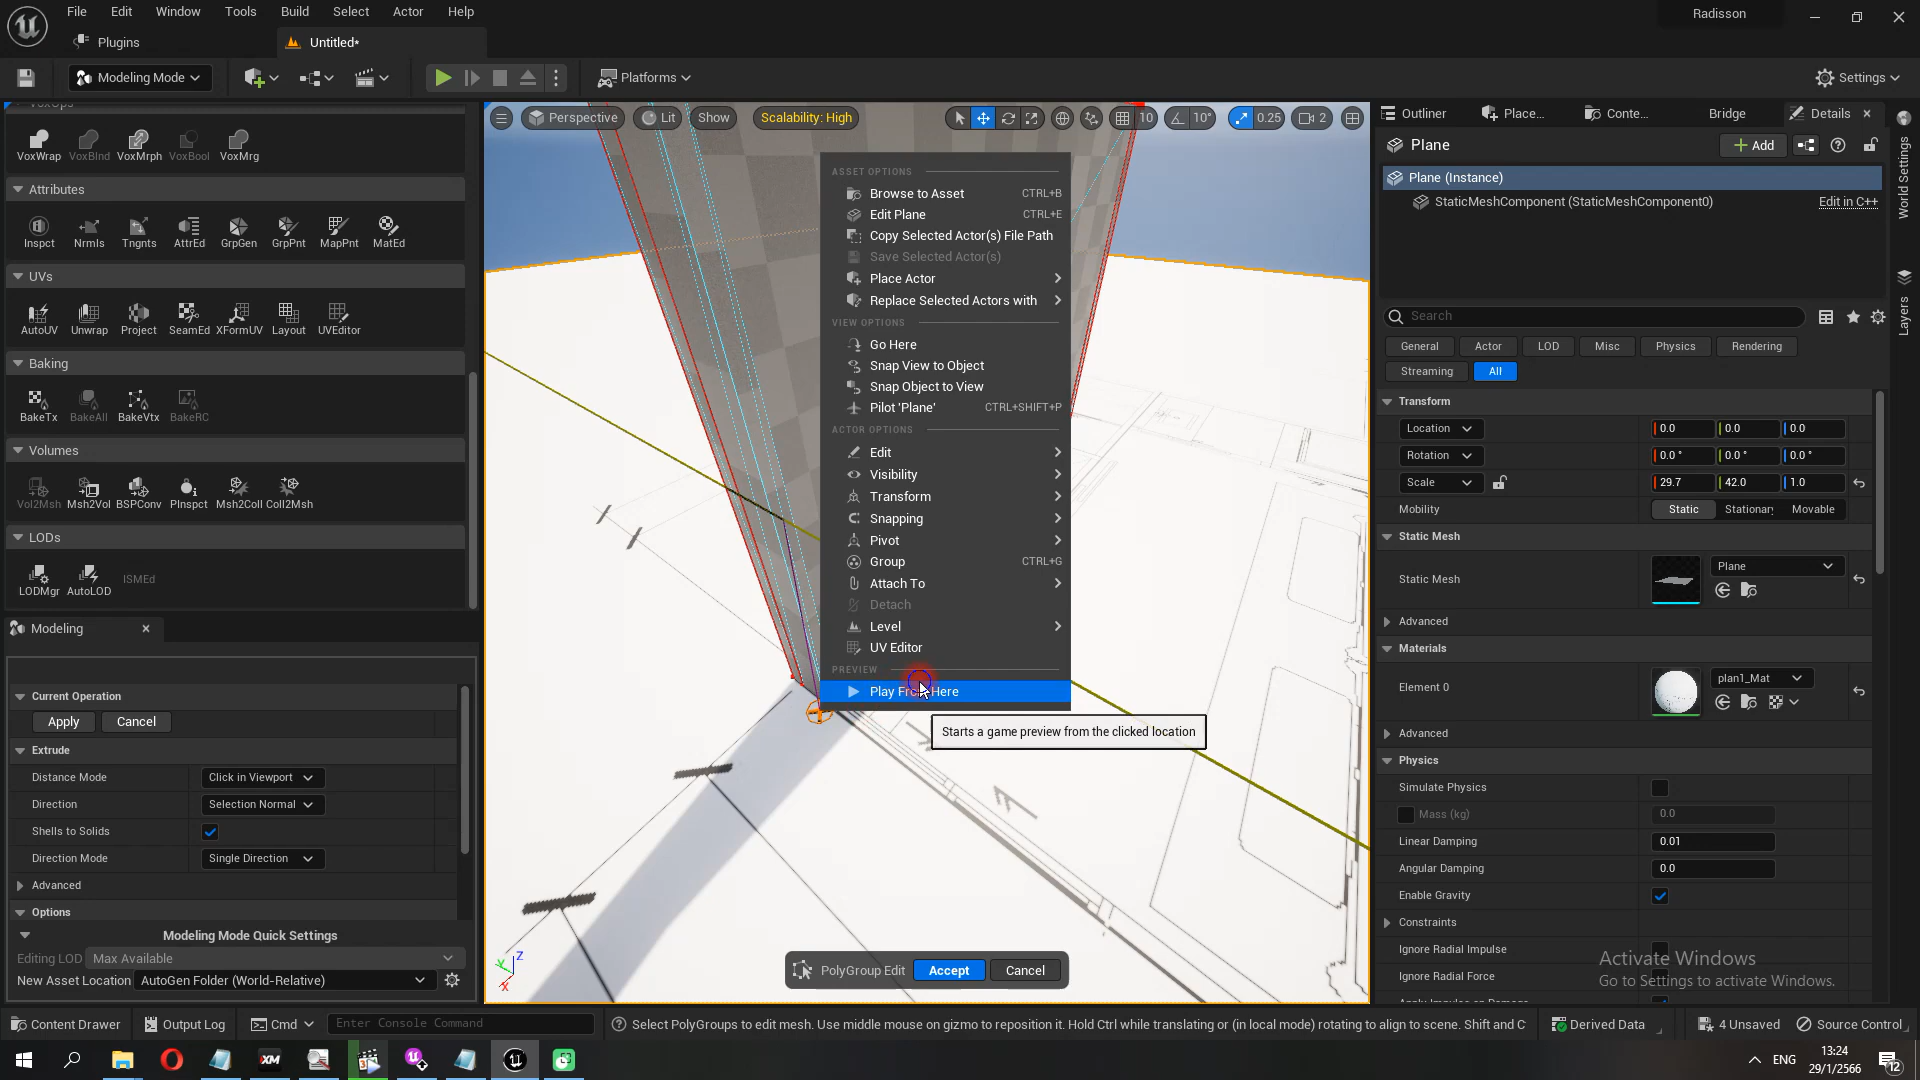 File Edit Window Tools Build Select Actor Help
Radisson
Plugins
Untitled*
Modeling Mode
Platforms
Settings
VoxWrap VoxBlnd VoxMrph VoxBool VoxMrg
Attributes
Inspct Nrmls Tngnts AttrEd GrpGen GrpPnt MapPnt MatEd
UVs
AutoUV Unwrap Project SeamEd XFormUV Layout UVEditor
Baking
BakeTx BakeAll BakeVtx BakeRC
Volumes
Vol2Msh Msh2Vol BSPConv PInspct Msh2Coll Coll2Msh
LODs
LODMgr AutoLOD ISMEd
Modeling
Current Operation
Apply Cancel
Extrude
Distance Mode Click in Viewport
Direction Selection Normal
Shells to Solids
Direction Mode Single Direction
Advanced
Options
Modeling Mode Quick Settings
Editing LOD Max Available
New Asset Location AutoGen Folder (World-Relative)
Perspective Lit Show Scalability: High 10 10° 0.25 2
ASSET OPTIONS
Browse to Asset CTRL+B
Edit Plane CTRL+E
Copy Selected Actor(s) File Path
Save Selected Actor(s)
Place Actor
Replace Selected Actors with
VIEW OPTIONS
Go Here
Snap View to Object
Snap Object to View
Pilot 'Plane' CTRL+SHIFT+P
ACTOR OPTIONS
Edit
Visibility
Transform
Snapping
Pivot
Group CTRL+G
Attach To
Detach
Level
UV Editor
PREVIEW
Play From Here
Starts a game preview from the clicked location
Z
Y
X
PolyGroup Edit Accept Cancel
Outliner Place... Conte... Bridge Details
Plane Add
Plane (Instance)
StaticMeshComponent (StaticMeshComponent0) Edit in C++
Search
General Actor LOD Misc Physics Rendering
Streaming All
Transform
Location 0.0 0.0 0.0
Rotation 0.0 ° 0.0 ° 0.0 °
Scale 29.7 42.0 1.0
Mobility Static Stationary Movable
Static Mesh
Static Mesh Plane
Advanced
Materials
Element 0 plan1_Mat
Advanced
Physics
Simulate Physics
Mass (kg) 0.0
Linear Damping 0.01
Angular Damping 0.0
Enable Gravity
Constraints
Ignore Radial Impulse
Ignore Radial Force
World Settings
Layers
Activate Windows
Go to Settings to activate Windows.
Content Drawer Output Log Cmd Enter Console Command
Select PolyGroups to edit mesh. Use middle mouse on gizmo to reposition it. Hold Ctrl while translating or (in local mode) rotating to align to scene. Shift and C
Derived Data 4 Unsaved Source Control
ENG
13:24
29/1/2566
12